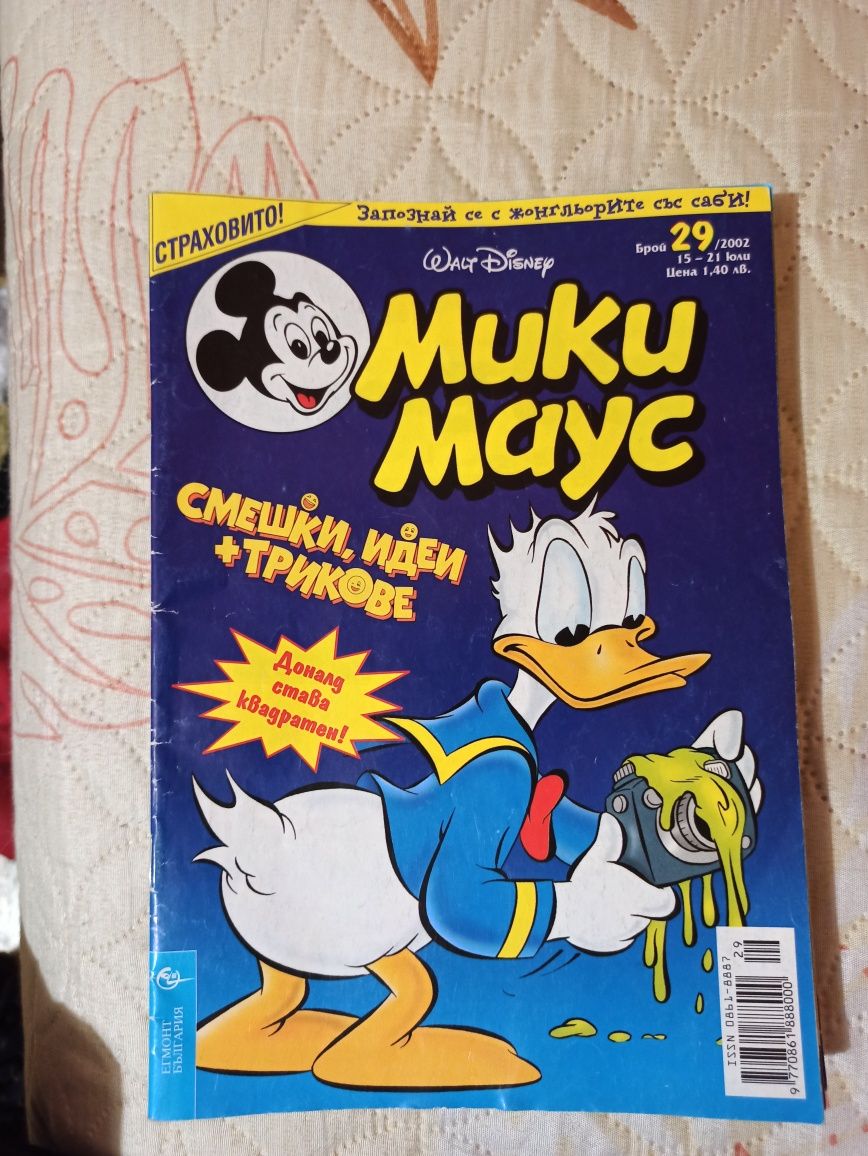 СТРАХОВИТО!
Запознай се с жонгльорите със саби!
Брой 29/2002
15 – 21 Юли
Цена 1,40 лв.
WALT DISNEY
Мики
Маус
СМЕШКИ, ИДЕИ
+ТРИКОВЕ
Доналд
става
квадратен!
ЕГМОНТ
БЪЛГАРИЯ
ISSN 0861-8887
29
9 770861 888000